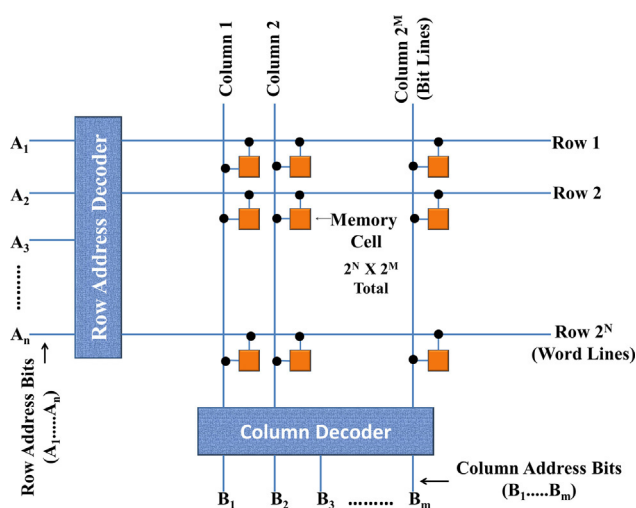 Column 1
Column 2
Column 2ᴹ
(Bit Lines)
Row Address Decoder
A₁
Row 1
A₂
Row 2
A₃
Memory
Cell
2ᴺ X 2ᴹ
Total
........
Aₙ
Row 2ᴺ
(Word Lines)
Row Address Bits
(A₁.....Aₙ)
Column Decoder
Column Address Bits
(B₁.....Bₘ)
B₁ B₂ B₃ ......... Bₘ